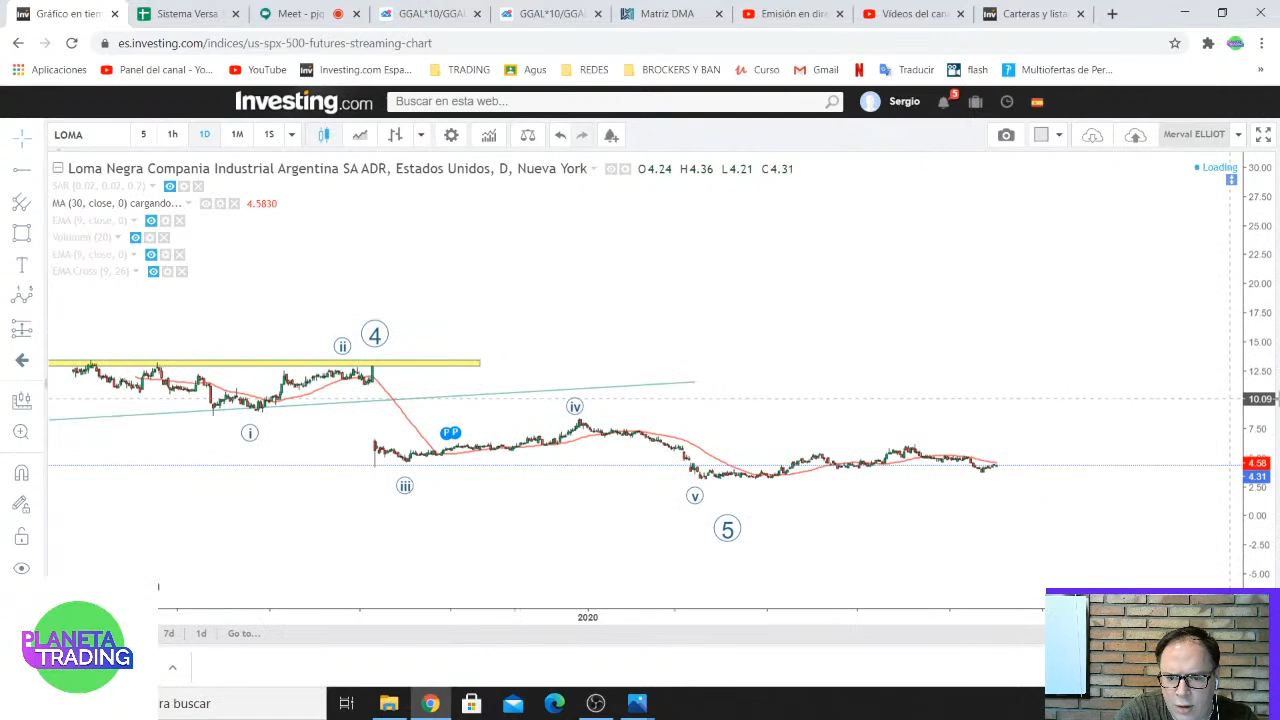 Gráfico en tiem
Sistema Versa
Meet - pjq
GGAL*10/GGAL
GGAL*10/GGAL
Matriz DMA
Emisión en dire
Vídeos del cana
Carteras y lista
es.investing.com/indices/us-spx-500-futures-streaming-chart
Aplicaciones
Panel del canal - Yo...
YouTube
Investing.com Espa...
TRADING
Agus
REDES
BROCKERS Y BAN
Curso
Gmail
Traducir
flash
Multiofertas de Per...
»
Investing.com
Buscar en esta web...
Sergio
5
LOMA
5
1h
1D
1M
1S
Merval ELLIOT
Loma Negra Compania Industrial Argentina SA ADR, Estados Unidos, D, Nueva York
O4.24 H4.36 L4.21 C4.31
Loading
SAR (0.02, 0.02, 0.2)
MA (30, close, 0) cargando...
4.5830
EMA (9, close, 0)
Volumen (20)
EMA (9, close, 0)
EMA Cross (9, 26)
30.00
27.50
25.00
22.50
20.00
17.50
15.00
12.50
10.09
7.50
4.58
4.31
2.50
0.00
-2.50
-5.00
ii
4
i
iii
P P
iv
v
5
2020
7d
1d
Go to...
PLANETA
TRADING
ra buscar